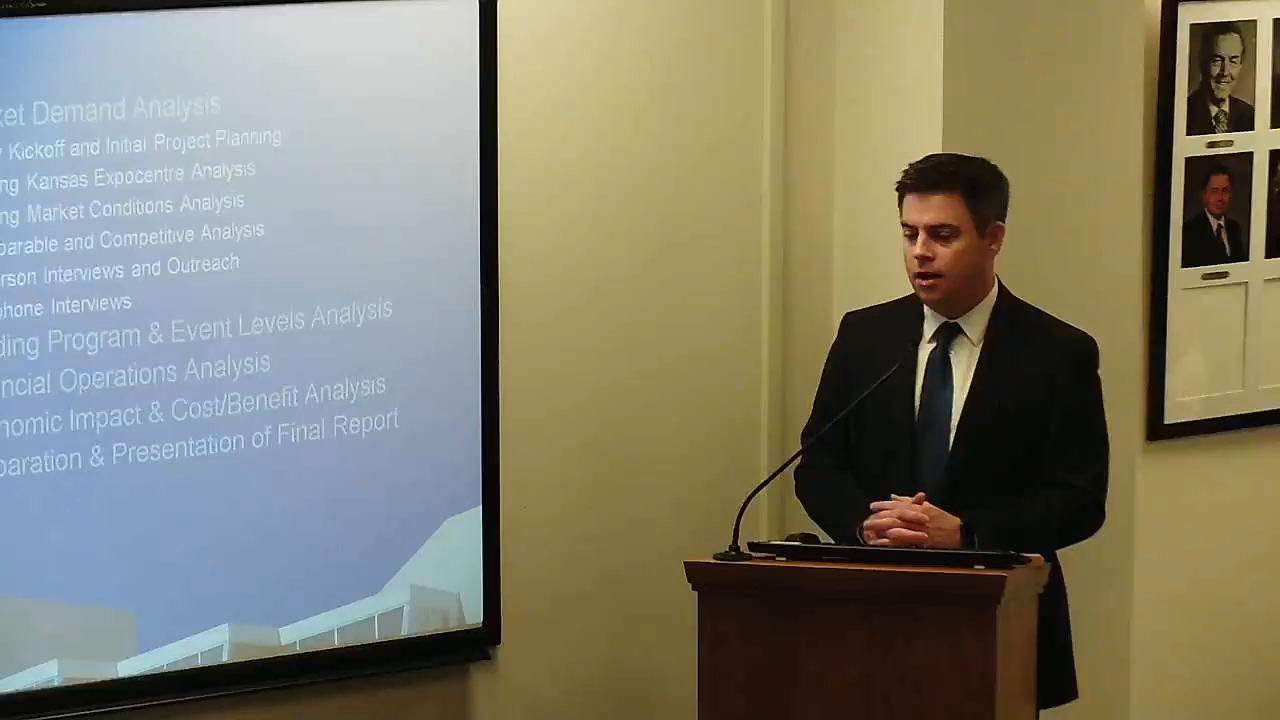 ket Demand Analysis
Kickoff and Initial Project Planning
ng Kansas Expocentre Analysis
ng Market Conditions Analysis
parable and Competitive Analysis
rson Interviews and Outreach
phone Interviews
ding Program & Event Levels Analysis
ncial Operations Analysis
nomic Impact & Cost/Benefit Analysis
paration & Presentation of Final Report